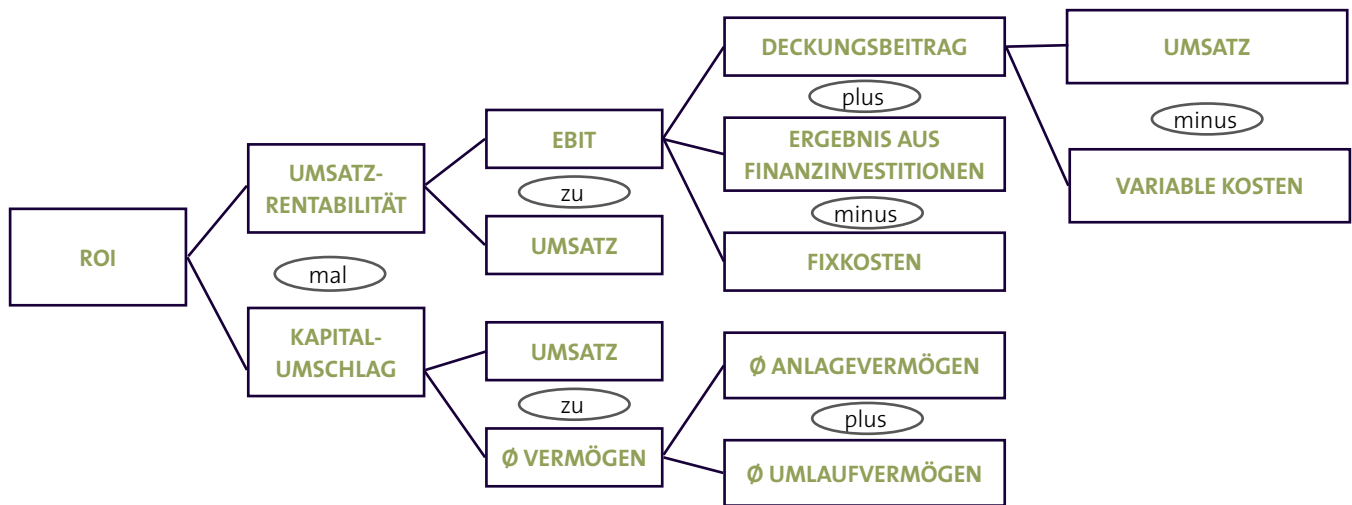 DECKUNGSBEITRAG
UMSATZ
plus
minus
EBIT
ERGEBNIS AUS
FINANZINVESTITIONEN
UMSATZ-
RENTABILITÄT
zu
VARIABLE KOSTEN
minus
UMSATZ
FIXKOSTEN
ROI
mal
KAPITAL-
UMSCHLAG
UMSATZ
Ø ANLAGEVERMÖGEN
zu
plus
Ø VERMÖGEN
Ø UMLAUFVERMÖGEN